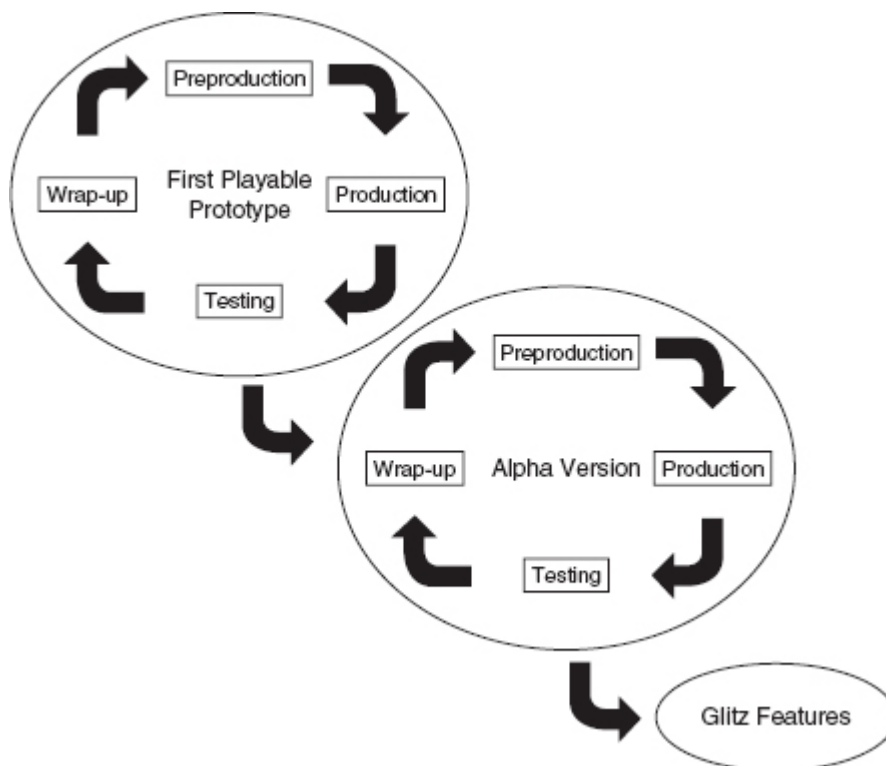 Preproduction
Wrap-up
First Playable
Prototype
Production
Testing
Preproduction
Wrap-up
Alpha Version
Production
Testing
Glitz Features